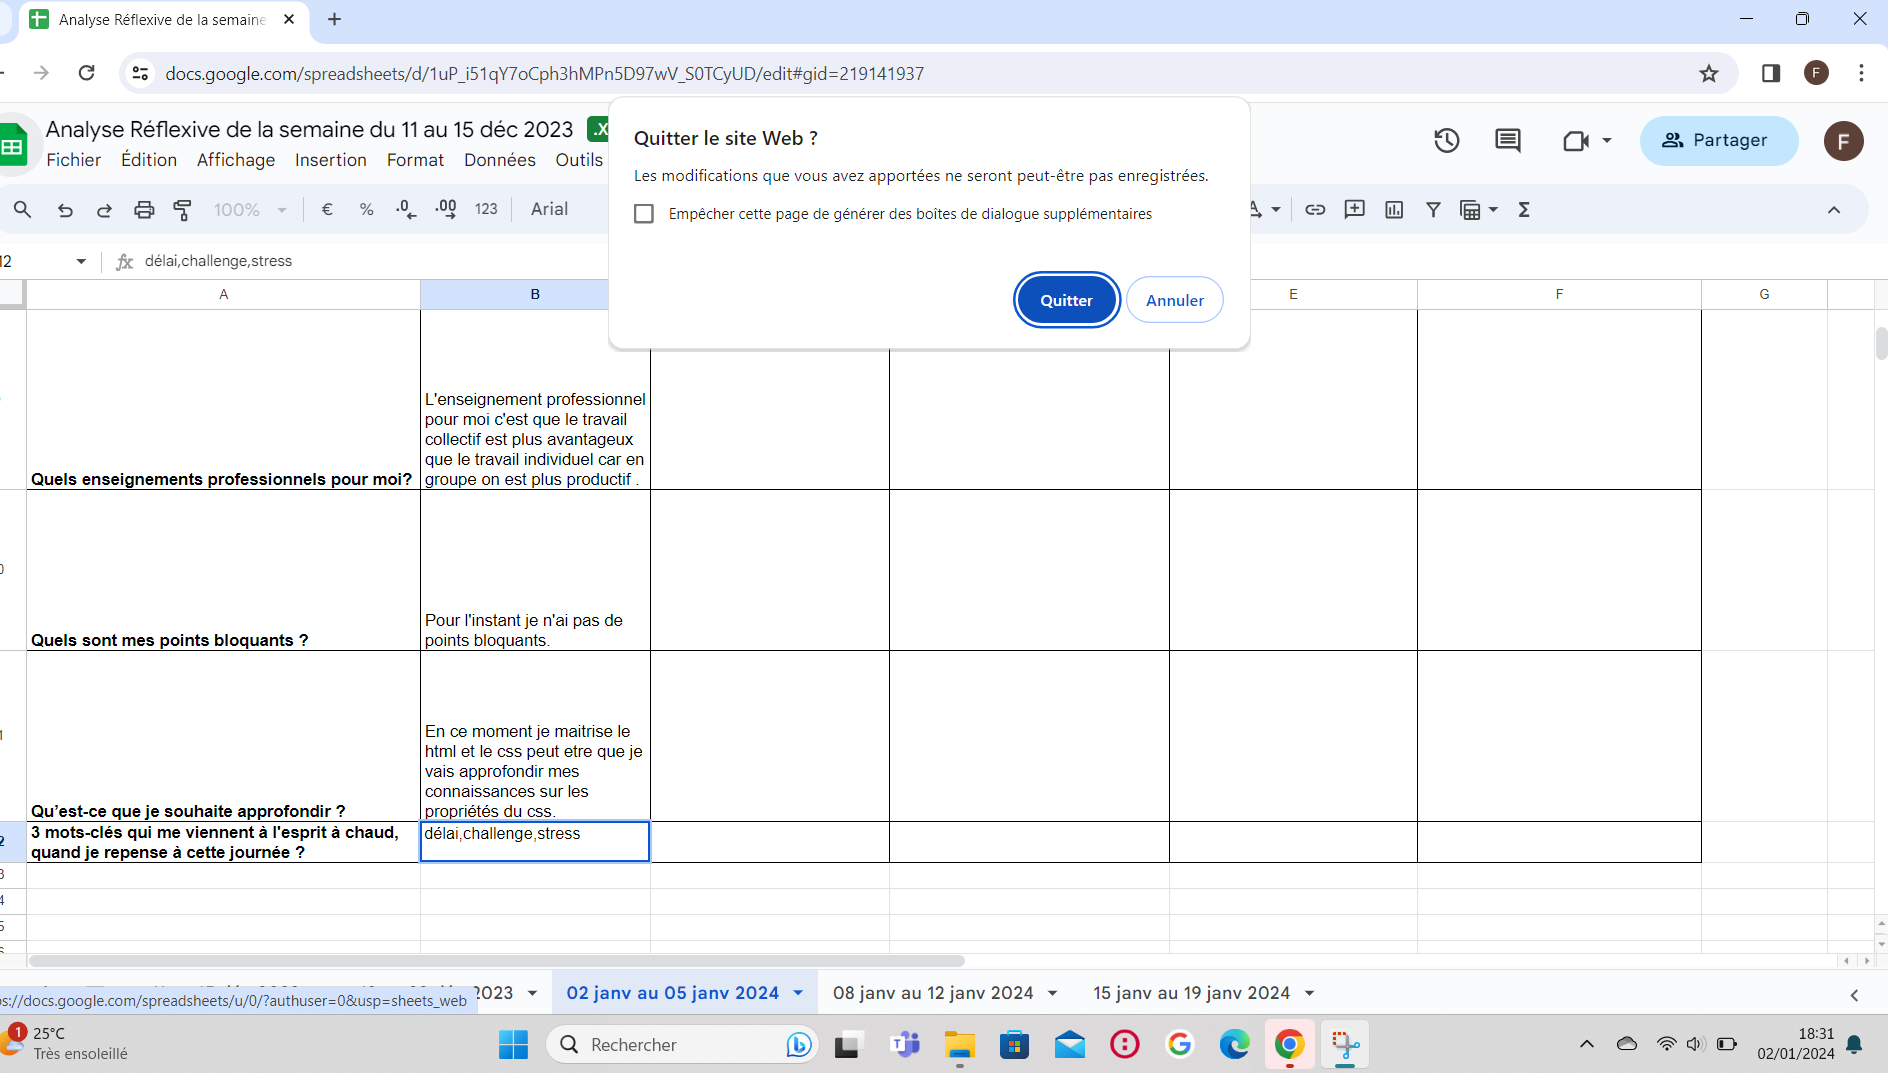 Analyse Réflexive de la semaine
docs.google.com/spreadsheets/d/1uP_i51qY7oCph3hMPn5D97wV_S0TCyUD/edit#gid=219141937
F
Analyse Réflexive de la semaine du 11 au 15 déc 2023 .X
Fichier Édition Affichage Insertion Format Données Outils
Partager
F
Quitter le site Web ?
Les modifications que vous avez apportées ne seront peut-être pas enregistrées.
Empêcher cette page de générer des boîtes de dialogue supplémentaires
Quitter Annuler
100% € % .0 .00 123 Arial
12 fx délai,challenge,stress
A B E F G
L'enseignement professionnel
pour moi c'est que le travail
collectif est plus avantageux
que le travail individuel car en
groupe on est plus productif .
Quels enseignements professionnels pour moi?
0
Pour l'instant je n'ai pas de
points bloquants.
Quels sont mes points bloquants ?
1
En ce moment je maitrise le
html et le css peut etre que je
vais approfondir mes
connaissances sur les
propriétés du css.
Qu’est-ce que je souhaite approfondir ?
2
3 mots-clés qui me viennent à l'esprit à chaud,
quand je repense à cette journée ?
délai,challenge,stress
3
4
5
s://docs.google.com/spreadsheets/u/0/?authuser=0&usp=sheets_web
2023 02 janv au 05 janv 2024 08 janv au 12 janv 2024 15 janv au 19 janv 2024
1
25°C
Très ensoleillé
Rechercher
18:31
02/01/2024